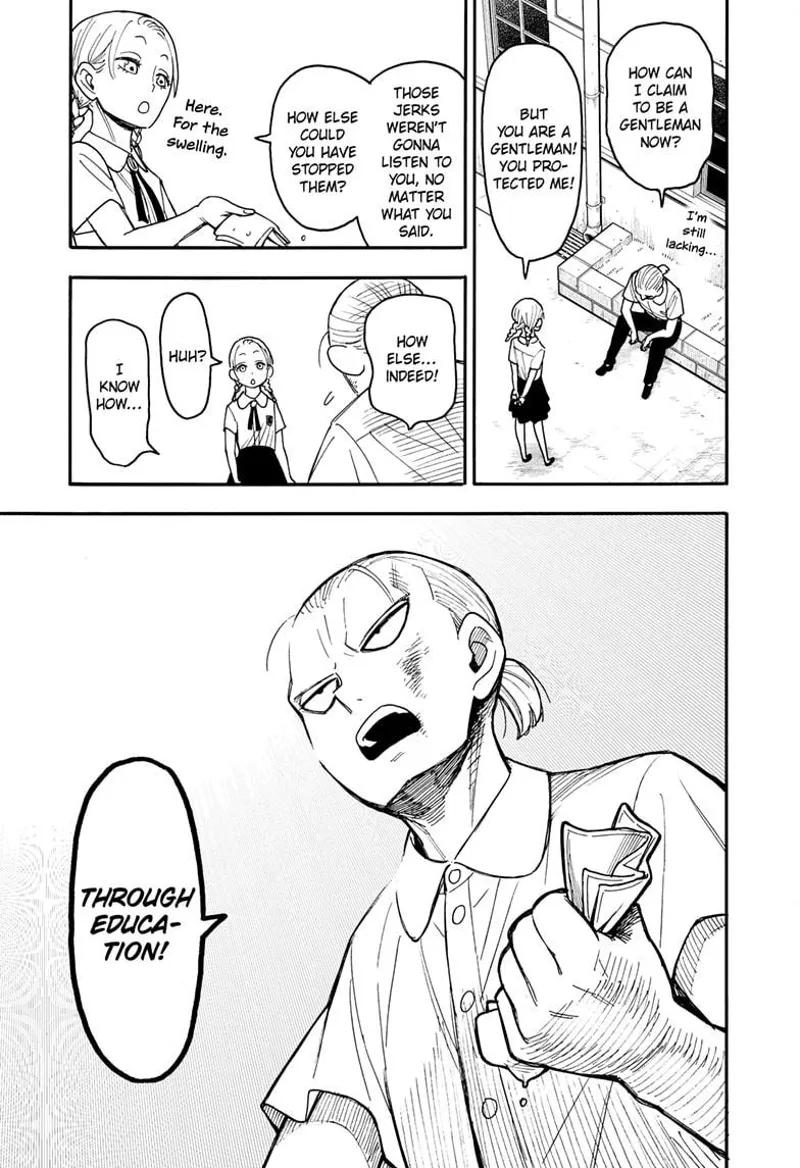 HOW CAN
I CLAIM
TO BE A
GENTLEMAN
NOW?
I'm
still
lacking...
BUT
YOU ARE A
GENTLEMAN!
YOU PRO-
TECTED ME!
THOSE
JERKS
WEREN'T
GONNA
LISTEN TO
YOU, NO
MATTER
WHAT YOU
SAID.
HOW ELSE
COULD
YOU HAVE
STOPPED
THEM?
Here.
For the
swelling.
HOW
ELSE...
INDEED!
HUH?
I
KNOW
HOW...
THROUGH
EDUCA-
TION!